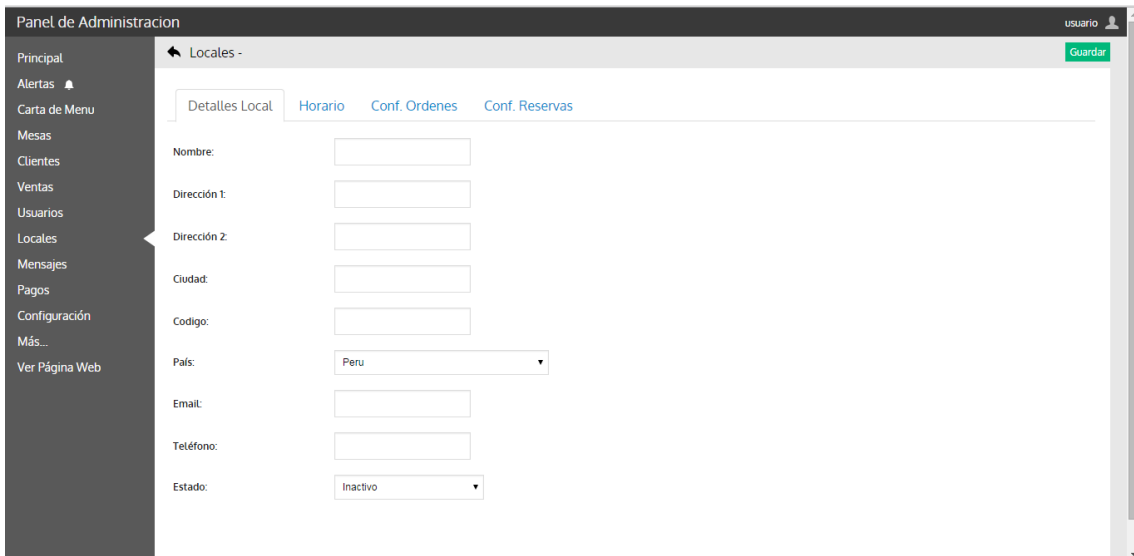 Panel de Administracion
usuario
Principal
Alertas
Carta de Menu
Mesas
Clientes
Ventas
Usuarios
Locales
Mensajes
Pagos
Configuración
Más...
Ver Página Web
Locales -
Guardar
Detalles Local Horario Conf. Ordenes Conf. Reservas
Nombre:
Dirección 1:
Dirección 2:
Ciudad:
Codigo:
País: Peru
Email:
Teléfono:
Estado: Inactivo